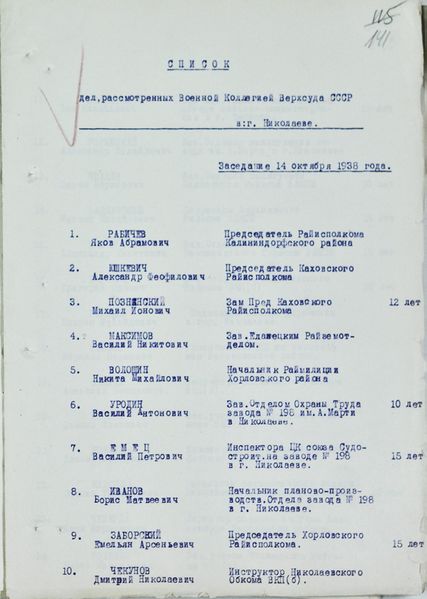 115
141
СПИСОК
дел, рассмотренных Военной Коллегией Верхсуда СССР
в:г. Николаеве.
Заседание 14 октября 1938 года.
1. РАБИЧЕВ Председатель Райисполкома
Яков Абрамович Калининдорфского района
2. ЮШКЕВИЧ Председатель Каховского
Александр Феофилович Райисполкома
3. ПОЗНЯНСКИЙ Зам Пред Каховского 12 лет
Михаил Ионович Райисполкома
4. МАКСИМОВ Зав. Еланецким Райземот-
Василий Никитович делом.
5. ВОЛОШИН Начальник Раймилиции
Никита Михайлович Хорловского района
6. УРОДИН Зав. Отделом Охраны Труда 10 лет
Василий Антонович завода № 198 им. А. Марти
в Николаеве.
7. ЕМЕЦ Инспектора ЦК союза Судо-
Василий Петрович строит. на заводе № 198 15 лет
в г. Николаеве.
8. ИВАНОВ Начальник планово-произ-
Борис Матвеевич водств. Отдела завода № 198
в г. Николаеве.
9. ЗАБОРСКИЙ Председатель Хорловского
Емельян Арсеньевич Райисполкома. 15 лет
10. ЧЕКУНОВ Инструктор Николаевского
Дмитрий Николаевич Обкома ВКП(б).